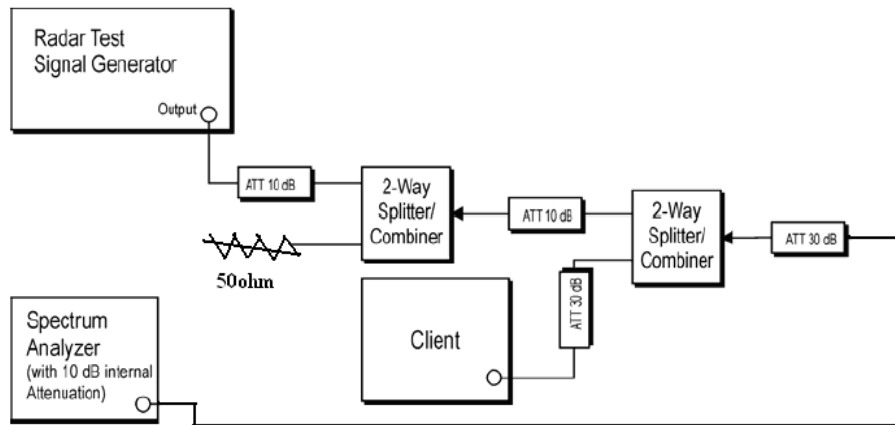 Radar Test
Signal Generator
Output
ATT 10 dB
2-Way
Splitter/
Combiner
ATT 10 dB
2-Way
Splitter/
Combiner
ATT 30 dB
50ohm
ATT 30 dB
Client
Spectrum
Analyzer
(with 10 dB internal
Attenuation)